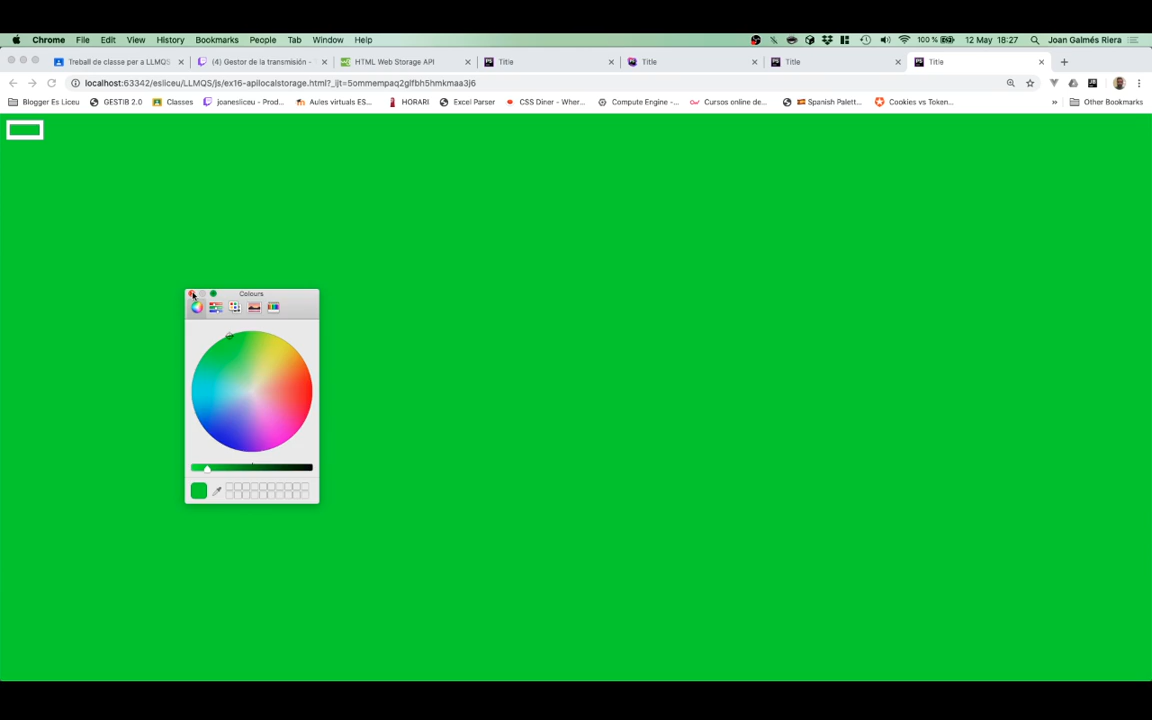 Chrome File Edit View History Bookmarks People Tab Window Help 100 % 12 May 18:27 Joan Galmés Riera
Treball de classe per a LLMQS (4) Gestor de la transmisión - HTML Web Storage API Title Title Title Title
localhost:63342/esliceu/LLMQS/js/ex16-apilocalstorage.html?_ijt=5ommempaq2glfbh5hmkmaa3j6
Blogger Es Liceu GESTIB 2.0 Classes joanesliceu - Prod... Aules virtuals ES... HORARI Excel Parser CSS Diner - Wher... Compute Engine -... Cursos online de... Spanish Palett... Cookies vs Token... » Other Bookmarks
Colours